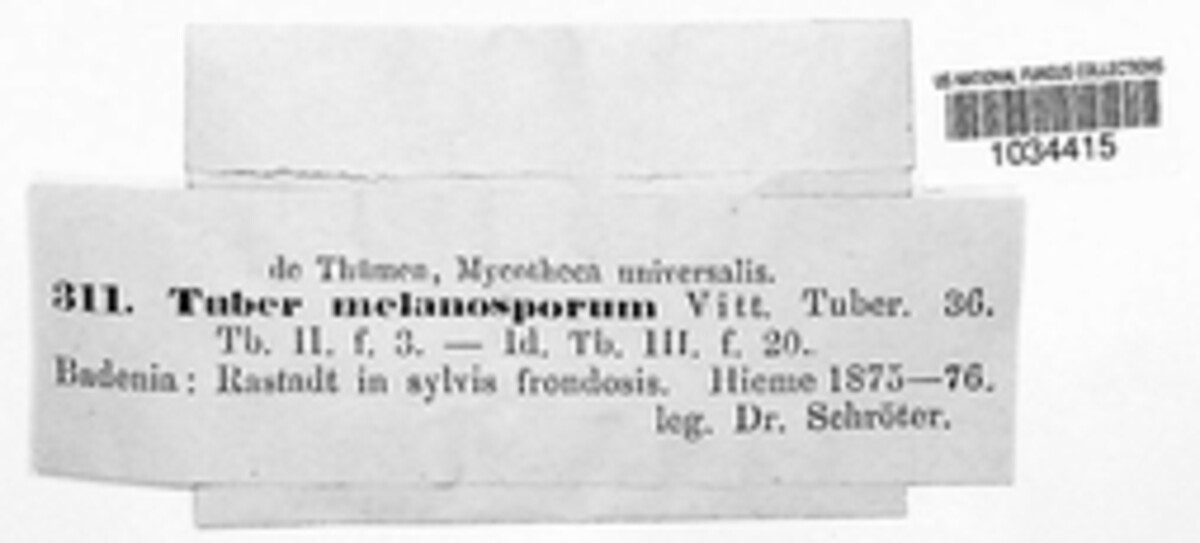 US NATIONAL FUNGUS COLLECTIONS
1034415
de Thümen, Mycotheca universalis.
311. Tuber melanosporum Vitt. Tuber. 36.
Tb. II. f. 3. — Id. Tb. III. f. 20.
Badenia: Rastadt in sylvis frondosis. Hieme 1875—76.
leg. Dr. Schröter.